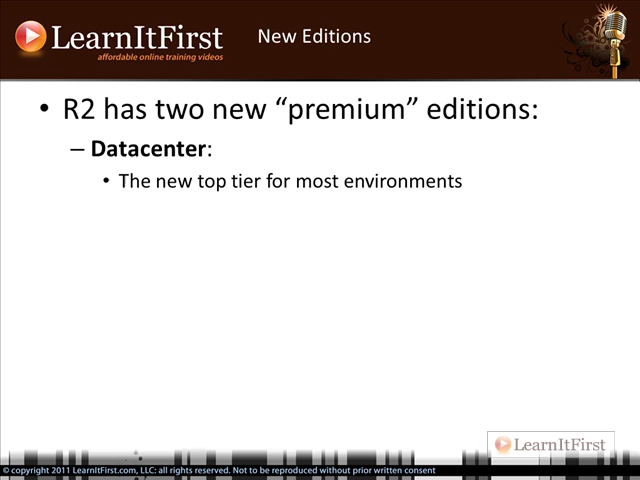 LearnItFirst
affordable online training videos
New Editions
• R2 has two new “premium” editions:
– Datacenter:
• The new top tier for most environments
LearnItFirst
© copyright 2011 LearnItFirst.com, LLC: all rights reserved. Not to be reproduced without prior written consent